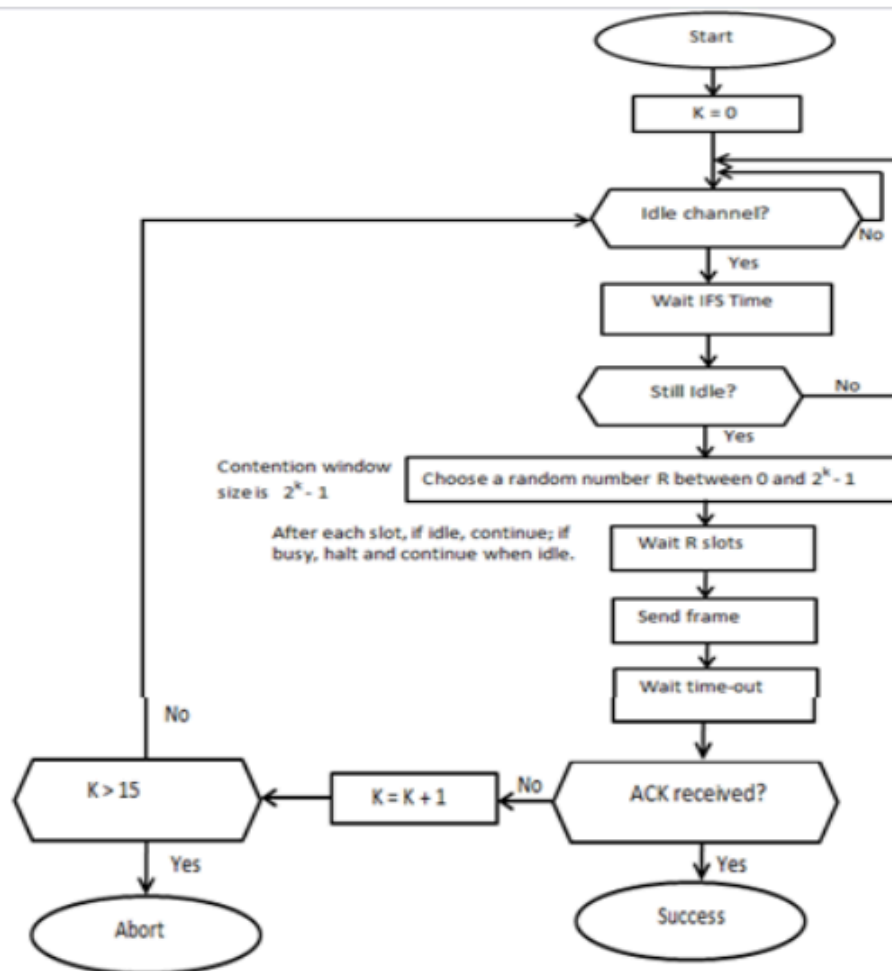 Start
K = 0
Idle channel?
No
Yes
Wait IFS Time
Still Idle?
No
Yes
Contention window
size is 2^k - 1
Choose a random number R between 0 and 2^k - 1
After each slot, if idle, continue; if
busy, halt and continue when idle.
Wait R slots
Send frame
Wait time-out
No
K > 15
K = K + 1
No
ACK received?
Yes
Yes
Abort
Success